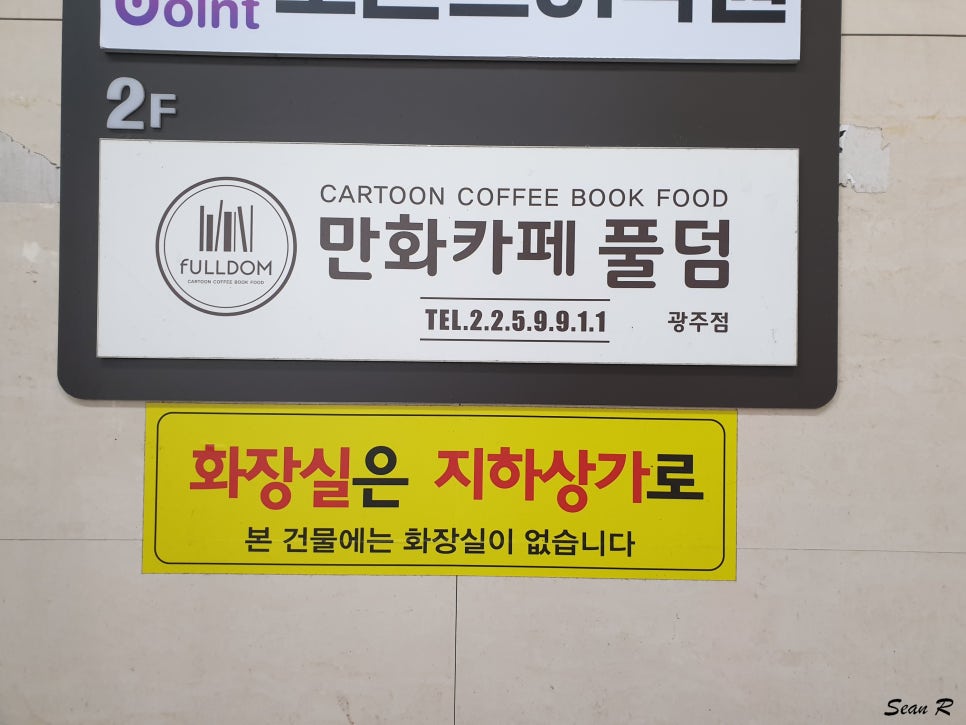 oint
2F
CARTOON COFFEE BOOK FOOD
만화카페 풀덤
fULLDOM
CARTOON COFFEE BOOK FOOD
TEL.2.2.5.9.9.1.1
광주점
화장실은 지하상가로
본 건물에는 화장실이 없습니다
Sean R